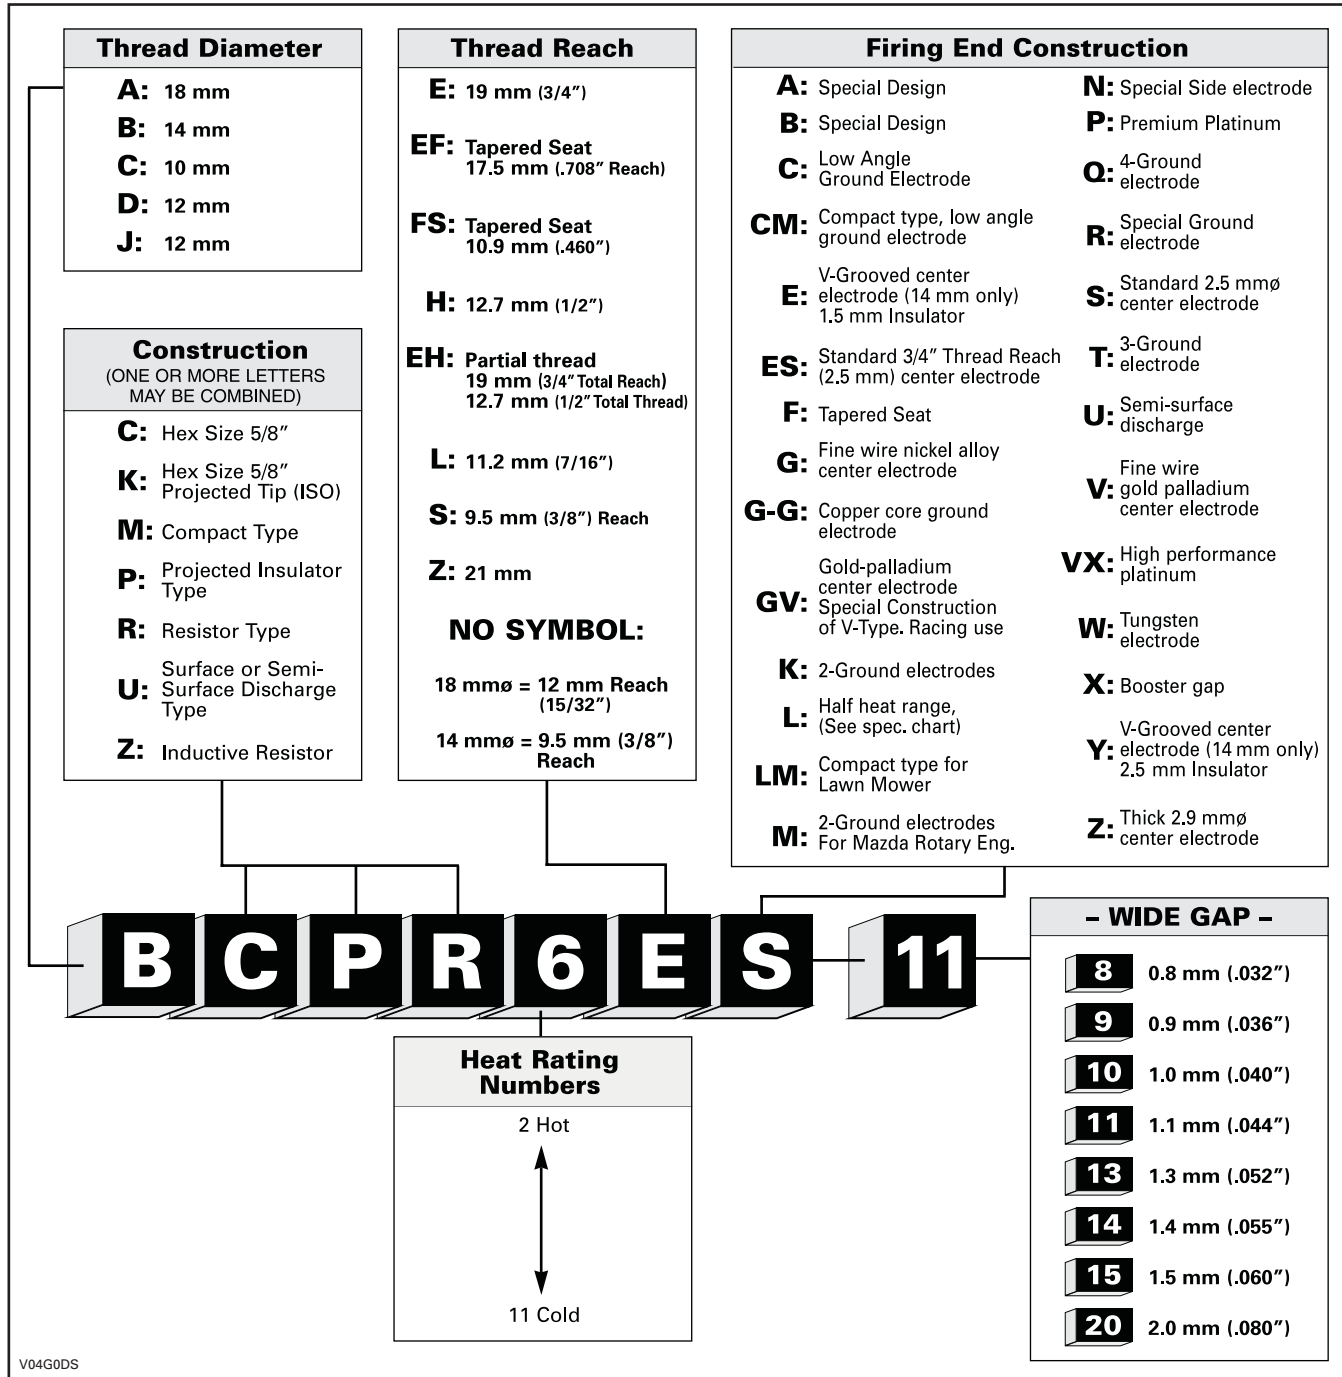 Thread Diameter
A: 18 mm
B: 14 mm
C: 10 mm
D: 12 mm
J: 12 mm
Construction
(ONE OR MORE LETTERS
MAY BE COMBINED)
C: Hex Size 5/8″
K: Hex Size 5/8″
Projected Tip (ISO)
M: Compact Type
P: Projected Insulator
Type
R: Resistor Type
U: Surface or Semi-
Surface Discharge
Type
Z: Inductive Resistor
Thread Reach
E: 19 mm (3/4″)
EF: Tapered Seat
17.5 mm (.708″ Reach)
FS: Tapered Seat
10.9 mm (.460″)
H: 12.7 mm (1/2″)
EH: Partial thread
19 mm (3/4″ Total Reach)
12.7 mm (1/2″ Total Thread)
L: 11.2 mm (7/16″)
S: 9.5 mm (3/8″) Reach
Z: 21 mm
NO SYMBOL:
18 mmø = 12 mm Reach
(15/32″)
14 mmø = 9.5 mm (3/8″)
Reach
Firing End Construction
A: Special Design
B: Special Design
C: Low Angle
Ground Electrode
CM: Compact type, low angle
ground electrode
E: V-Grooved center
electrode (14 mm only)
1.5 mm Insulator
ES: Standard 3/4″ Thread Reach
(2.5 mm) center electrode
F: Tapered Seat
G: Fine wire nickel alloy
center electrode
G-G: Copper core ground
electrode
GV: Gold-palladium
center electrode
Special Construction
of V-Type. Racing use
K: 2-Ground electrodes
L: Half heat range,
(See spec. chart)
LM: Compact type for
Lawn Mower
M: 2-Ground electrodes
For Mazda Rotary Eng.
N: Special Side electrode
P: Premium Platinum
Q: 4-Ground
electrode
R: Special Ground
electrode
S: Standard 2.5 mmø
center electrode
T: 3-Ground
electrode
U: Semi-surface
discharge
V: Fine wire
gold palladium
center electrode
VX: High performance
platinum
W: Tungsten
electrode
X: Booster gap
Y: V-Grooved center
electrode (14 mm only)
2.5 mm Insulator
Z: Thick 2.9 mmø
center electrode
B C P R 6 E S 11
Heat Rating
Numbers
2 Hot
11 Cold
– WIDE GAP –
8 0.8 mm (.032″)
9 0.9 mm (.036″)
10 1.0 mm (.040″)
11 1.1 mm (.044″)
13 1.3 mm (.052″)
14 1.4 mm (.055″)
15 1.5 mm (.060″)
20 2.0 mm (.080″)
V04G0DS